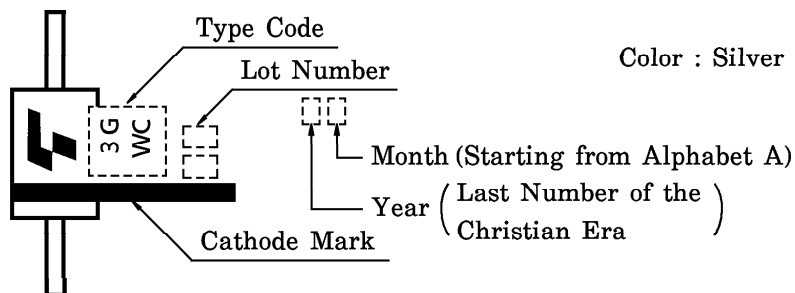 Type Code
Lot Number
Color : Silver
3 G
WC
Month (Starting from Alphabet A)
Year ( Last Number of the
Christian Era )
Cathode Mark